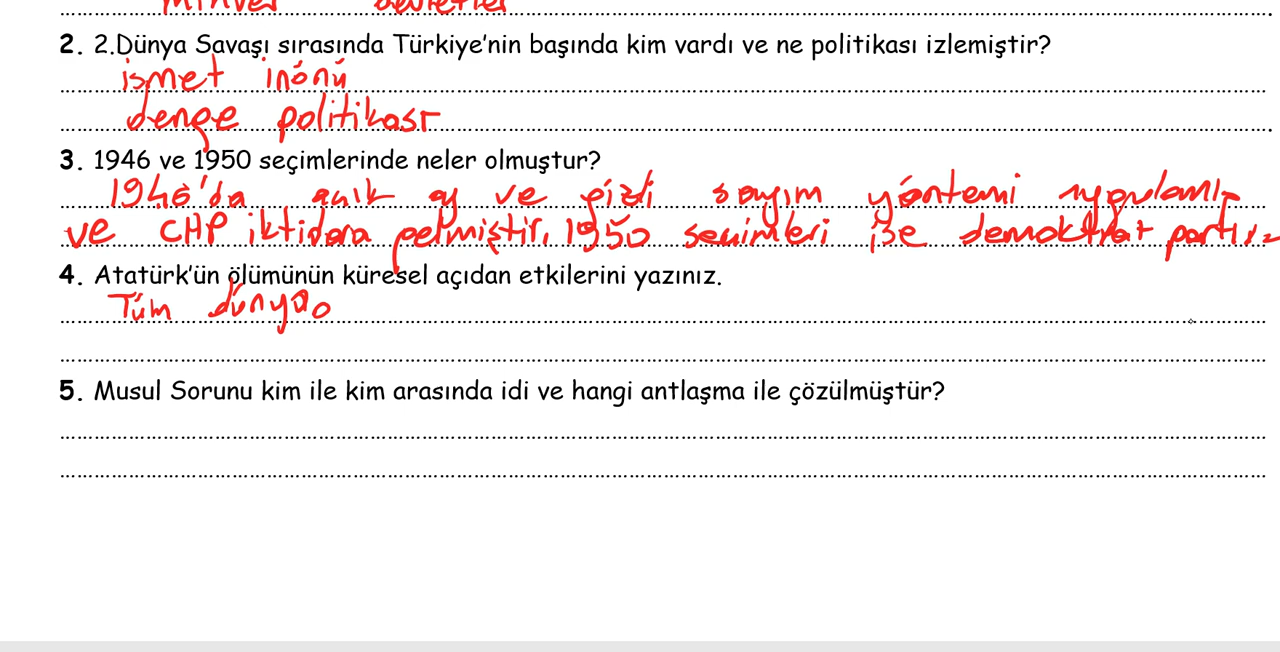 2. 2.Dünya Savaşı sırasında Türkiye'nin başında kim vardı ve ne politikası izlemiştir?
ismet inönü
denge politikası
3. 1946 ve 1950 seçimlerinde neler olmuştur?
1946'da açık oy ve gizli sayım yöntemi uygulamış
ve CHP iktidara gelmiştir, 1950 seçimleri ise demoktrat partinin
4. Atatürk'ün ölümünün küresel açıdan etkilerini yazınız.
Tüm dünyada
5. Musul Sorunu kim ile kim arasında idi ve hangi antlaşma ile çözülmüştür?